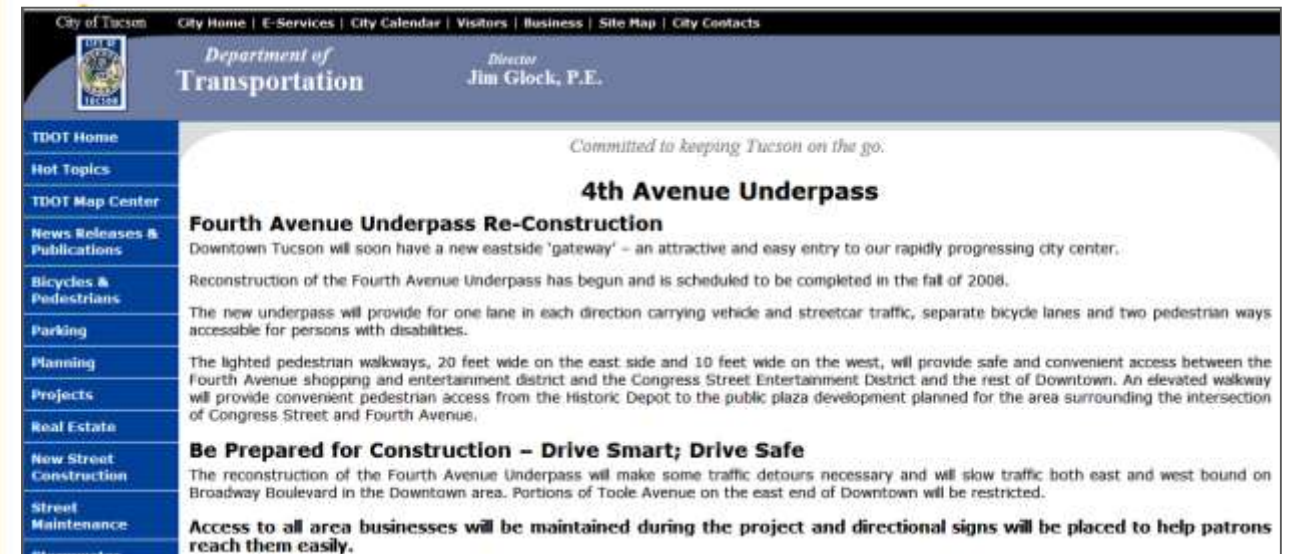 City of Tucson
City Home | E-Services | City Calendar | Visitors | Business | Site Map | City Contacts
CITY OF
TUCSON
Department of
Transportation
Director
Jim Glock, P.E.
TDOT Home
Hot Topics
TDOT Map Center
News Releases &
Publications
Bicycles &
Pedestrians
Parking
Planning
Projects
Real Estate
New Street
Construction
Street
Maintenance
Committed to keeping Tucson on the go.
4th Avenue Underpass
Fourth Avenue Underpass Re-Construction
Downtown Tucson will soon have a new eastside 'gateway' – an attractive and easy entry to our rapidly progressing city center.
Reconstruction of the Fourth Avenue Underpass has begun and is scheduled to be completed in the fall of 2008.
The new underpass will provide for one lane in each direction carrying vehicle and streetcar traffic, separate bicycle lanes and two pedestrian ways
accessible for persons with disabilities.
The lighted pedestrian walkways, 20 feet wide on the east side and 10 feet wide on the west, will provide safe and convenient access between the
Fourth Avenue shopping and entertainment district and the Congress Street Entertainment District and the rest of Downtown. An elevated walkway
will provide convenient pedestrian access from the Historic Depot to the public plaza development planned for the area surrounding the intersection
of Congress Street and Fourth Avenue.
Be Prepared for Construction – Drive Smart; Drive Safe
The reconstruction of the Fourth Avenue Underpass will make some traffic detours necessary and will slow traffic both east and west bound on
Broadway Boulevard in the Downtown area. Portions of Toole Avenue on the east end of Downtown will be restricted.
Access to all area businesses will be maintained during the project and directional signs will be placed to help patrons
reach them easily.